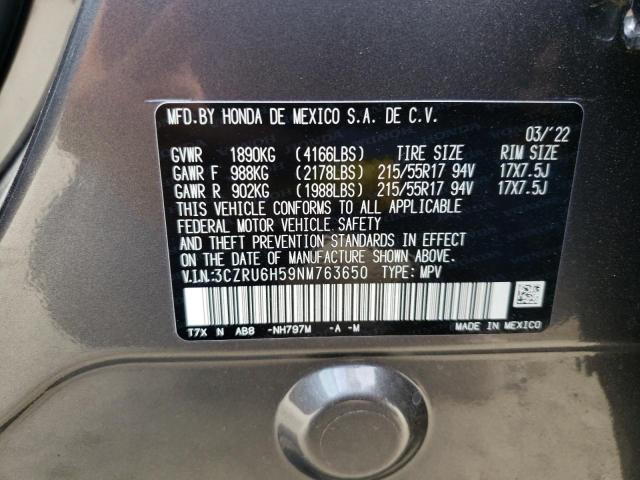 MFD.BY HONDA DE MEXICO S.A. DE C.V.
03/'22
GVWR 1890KG (4166LBS) TIRE SIZE RIM SIZE
GAWR F 988KG (2178LBS) 215/55R17 94V 17X7.5J
GAWR R 902KG (1988LBS) 215/55R17 94V 17X7.5J
THIS VEHICLE CONFORMS TO ALL APPLICABLE
FEDERAL MOTOR VEHICLE SAFETY
AND THEFT PREVENTION STANDARDS IN EFFECT
ON THE DATE OF MANUFACTURE SHOWN ABOVE.
V.I.N:3CZRU6H59NM763650 TYPE: MPV
T7X N ABB -NH797M -A -M
MADE IN MEXICO